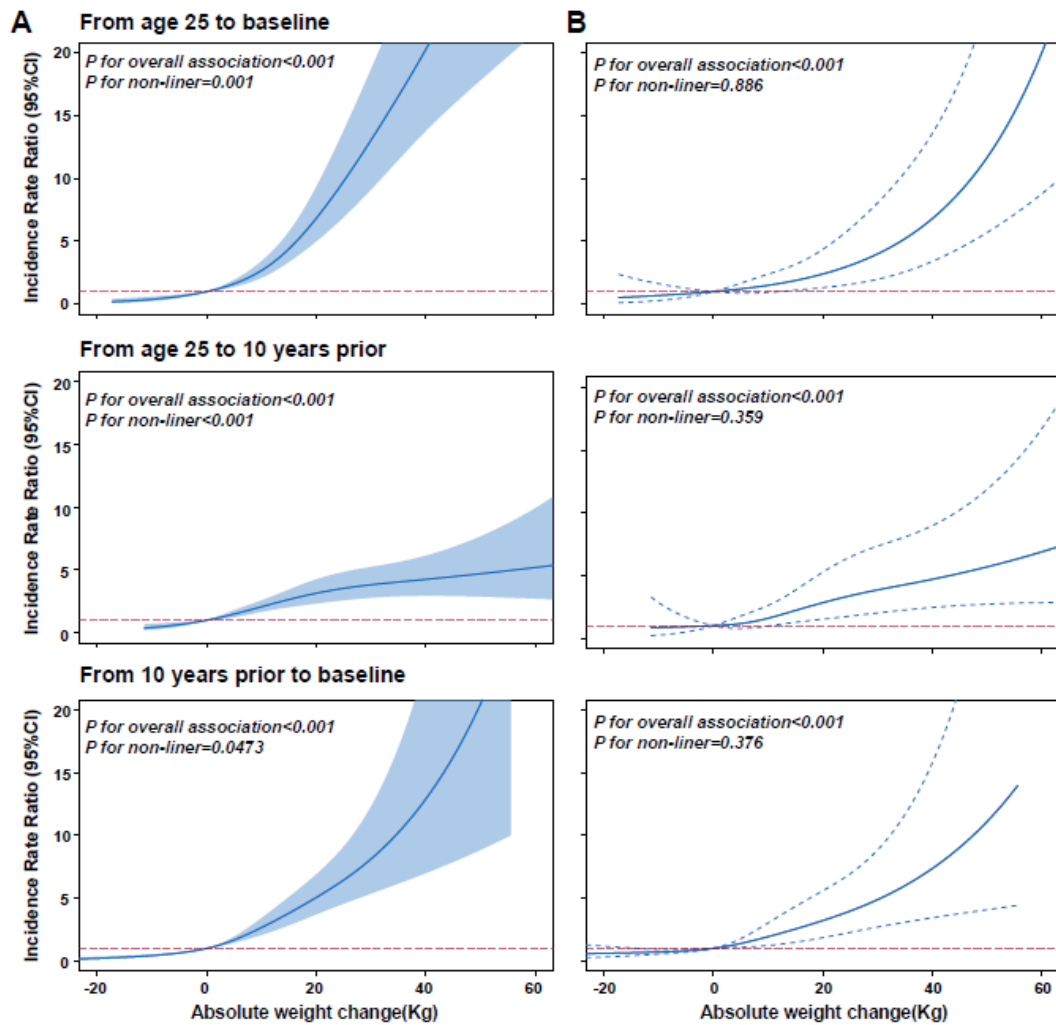 A
From age 25 to baseline
B
Incidence Rate Ratio (95%CI)
20
15
10
5
0
P for overall association<0.001
P for non-liner=0.001
P for overall association<0.001
P for non-liner=0.886
From age 25 to 10 years prior
Incidence Rate Ratio (95%CI)
20
15
10
5
0
P for overall association<0.001
P for non-liner<0.001
P for overall association<0.001
P for non-liner=0.359
From 10 years prior to baseline
Incidence Rate Ratio (95%CI)
20
15
10
5
0
P for overall association<0.001
P for non-liner=0.0473
P for overall association<0.001
P for non-liner=0.376
-20 0 20 40 60
-20 0 20 40 60
Absolute weight change(Kg)
Absolute weight change(Kg)